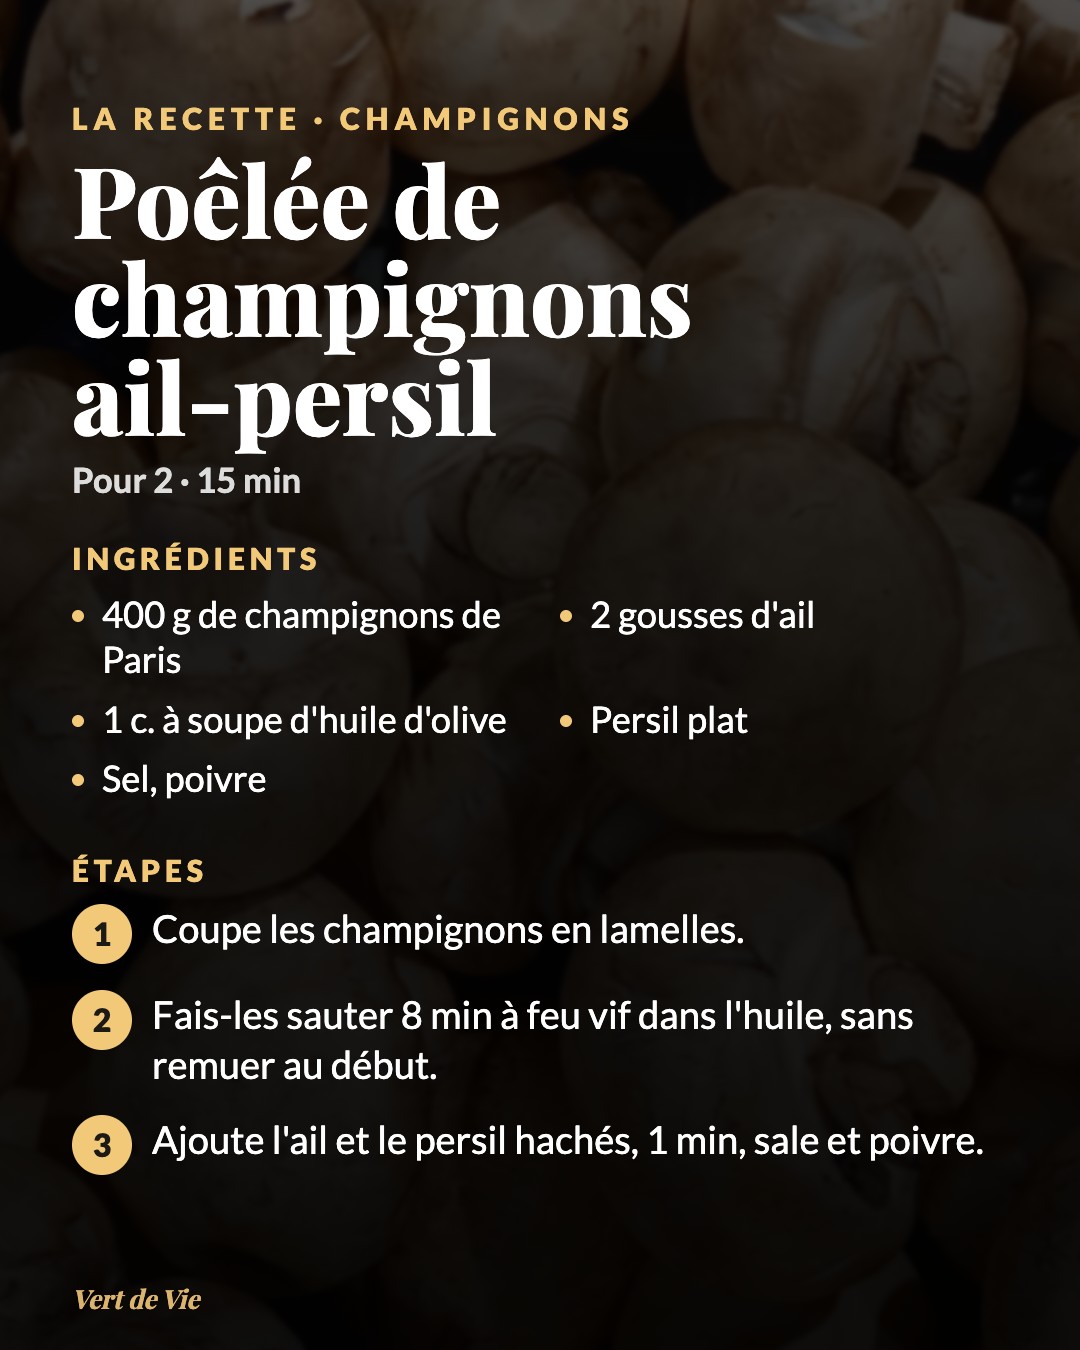 LA RECETTE · CHAMPIGNONS
Poêlée de
champignons
ail-persil
Pour 2 · 15 min
INGRÉDIENTS
• 400 g de champignons de
Paris
• 2 gousses d'ail
• 1 c. à soupe d'huile d'olive
• Persil plat
• Sel, poivre
ÉTAPES
1 Coupe les champignons en lamelles.
2 Fais-les sauter 8 min à feu vif dans l'huile, sans
remuer au début.
3 Ajoute l'ail et le persil hachés, 1 min, sale et poivre.
Vert de Vie